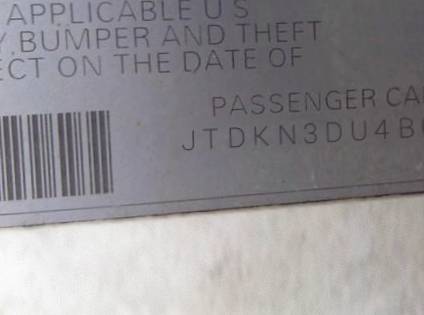 APPLICABLE U S
Y, BUMPER AND THEFT
ECT ON THE DATE OF
PASSENGER CA
JTDKN3DU4B